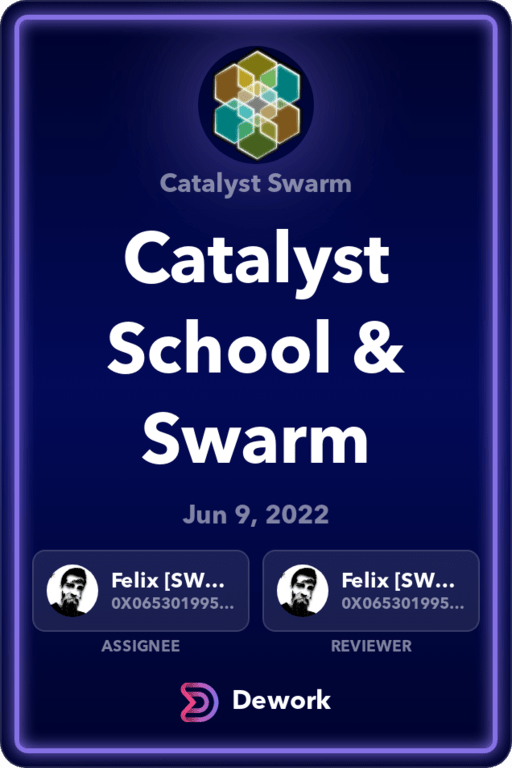 Catalyst Swarm
Catalyst
School &
Swarm
Jun 9, 2022
Felix [SW...
0X065301995...
ASSIGNEE
Felix [SW...
0X065301995...
REVIEWER
Dework